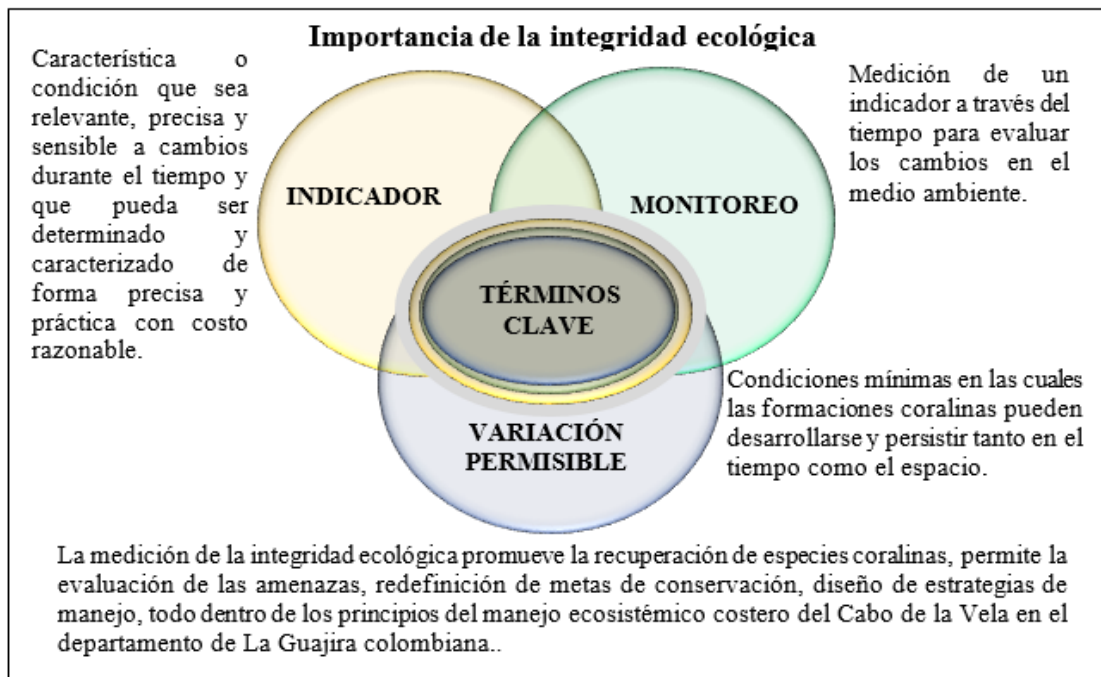 Importancia de la integridad ecológica
Característica o
condición que sea
relevante, precisa y
sensible a cambios
durante el tiempo y
que pueda ser
determinado y
caracterizado de
forma precisa y
práctica con costo
razonable.
INDICADOR
MONITOREO
Medición de un
indicador a través del
tiempo para evaluar
los cambios en el
medio ambiente.
TÉRMINOS
CLAVE
VARIACIÓN
PERMISIBLE
Condiciones mínimas en las cuales
las formaciones coralinas pueden
desarrollarse y persistir tanto en el
tiempo como el espacio.
La medición de la integridad ecológica promueve la recuperación de especies coralinas, permite la
evaluación de las amenazas, redefinición de metas de conservación, diseño de estrategias de
manejo, todo dentro de los principios del manejo ecosistémico costero del Cabo de la Vela en el
departamento de La Guajira colombiana..